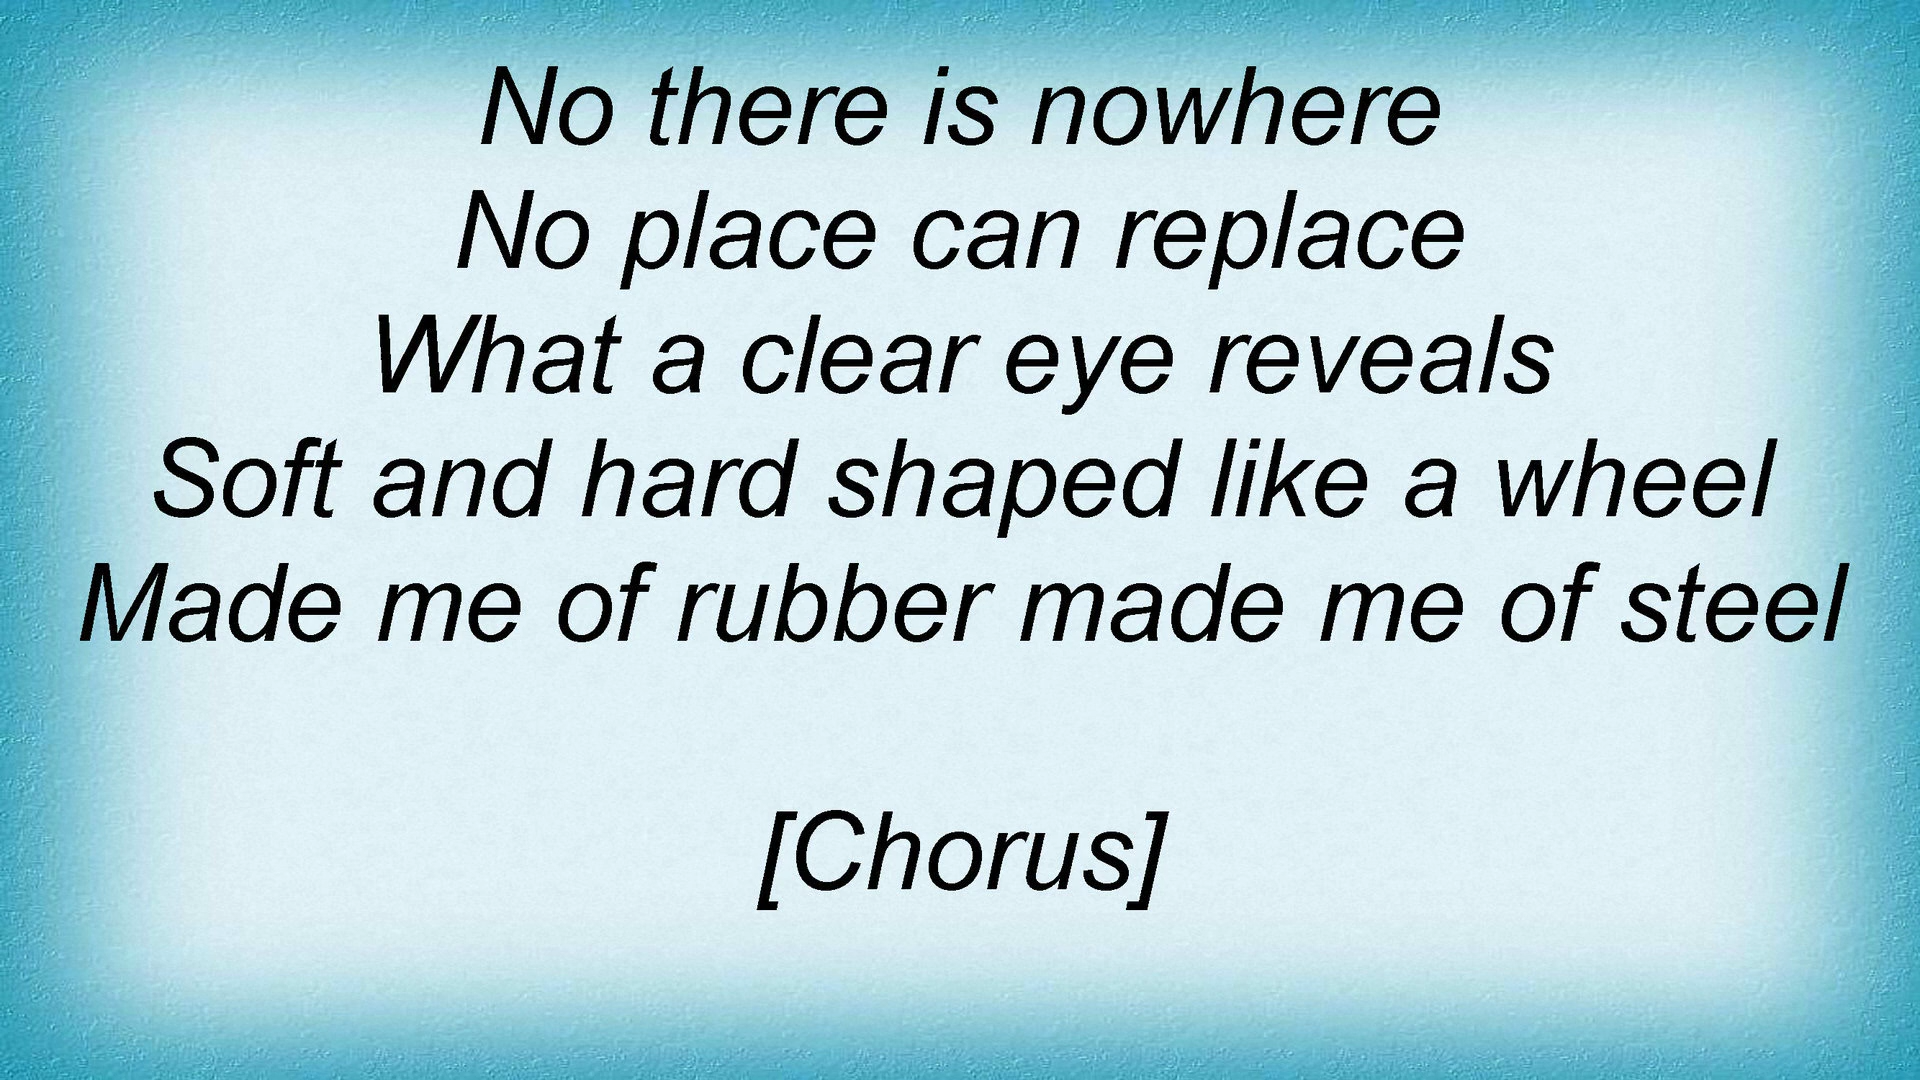 No there is nowhere
No place can replace
What a clear eye reveals
Soft and hard shaped like a wheel
Made me of rubber made me of steel
[Chorus]